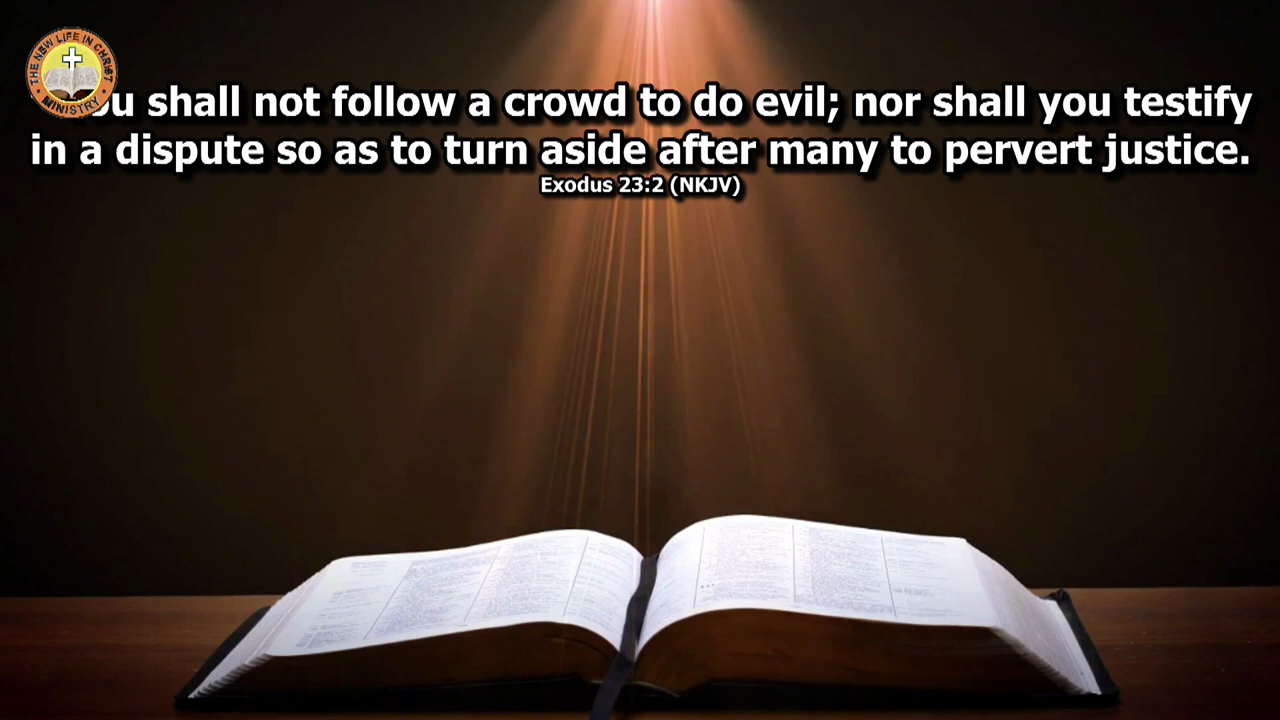 THE NEW LIFE IN CHRIST
MINISTRY
ou shall not follow a crowd to do evil; nor shall you testify
in a dispute so as to turn aside after many to pervert justice.
Exodus 23:2 (NKJV)